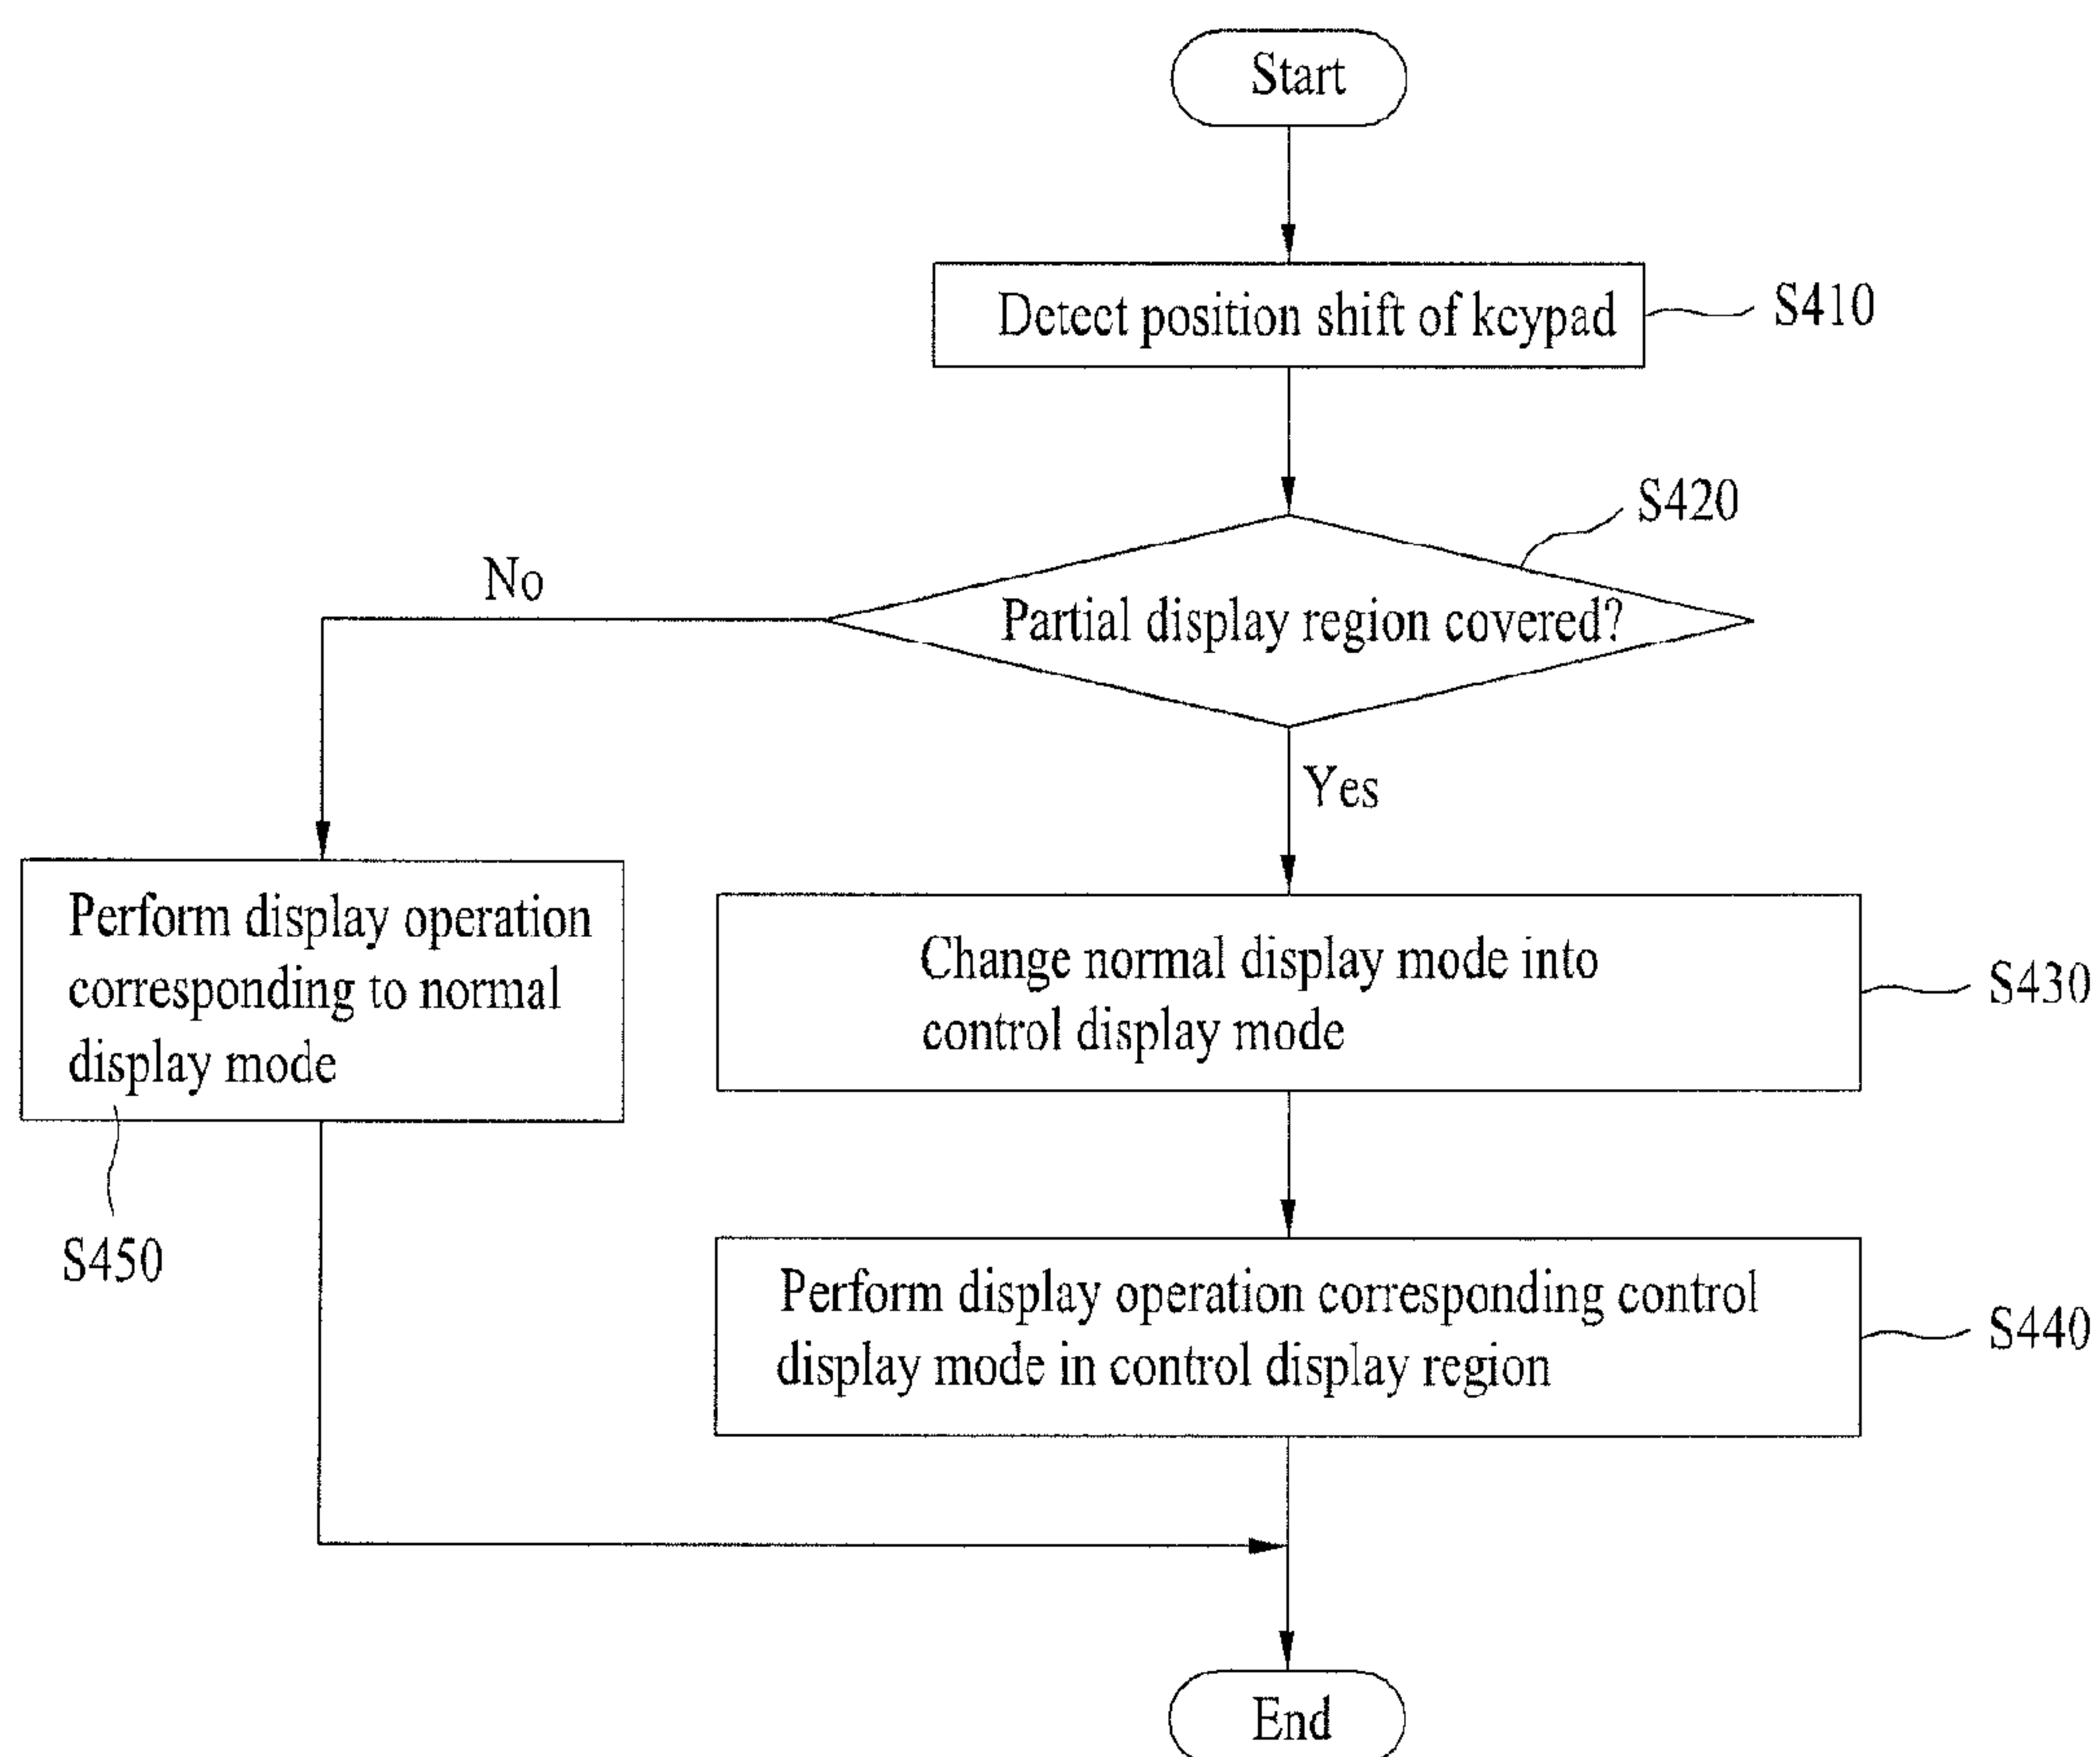 Start
Detect position shift of keypad
S410
S420
Partial display region covered?
No
Yes
Perform display operation
corresponding to normal
display mode
S450
Change normal display mode into
control display mode
S430
Perform display operation corresponding control
display mode in control display region
S440
End